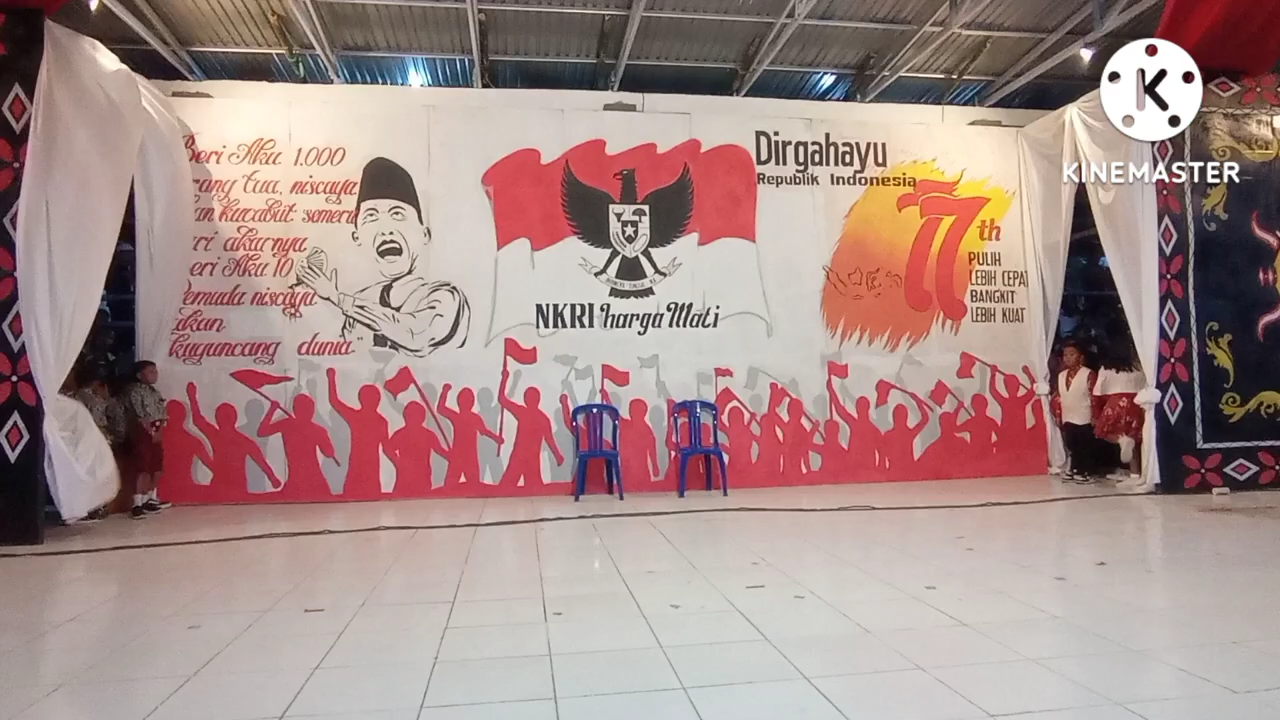 Beri Aku 1.000
orang tua, niscaya
akan kucabut semeru
dari akarnya
Beri Aku 10
Pemuda niscaya
akan
kuguncang dunia"
NKRI harga Mati
Dirgahayu
Republik Indonesia
77th
PULIH
LEBIH CEPAT
BANGKIT
LEBIH KUAT
K
KINEMASTER